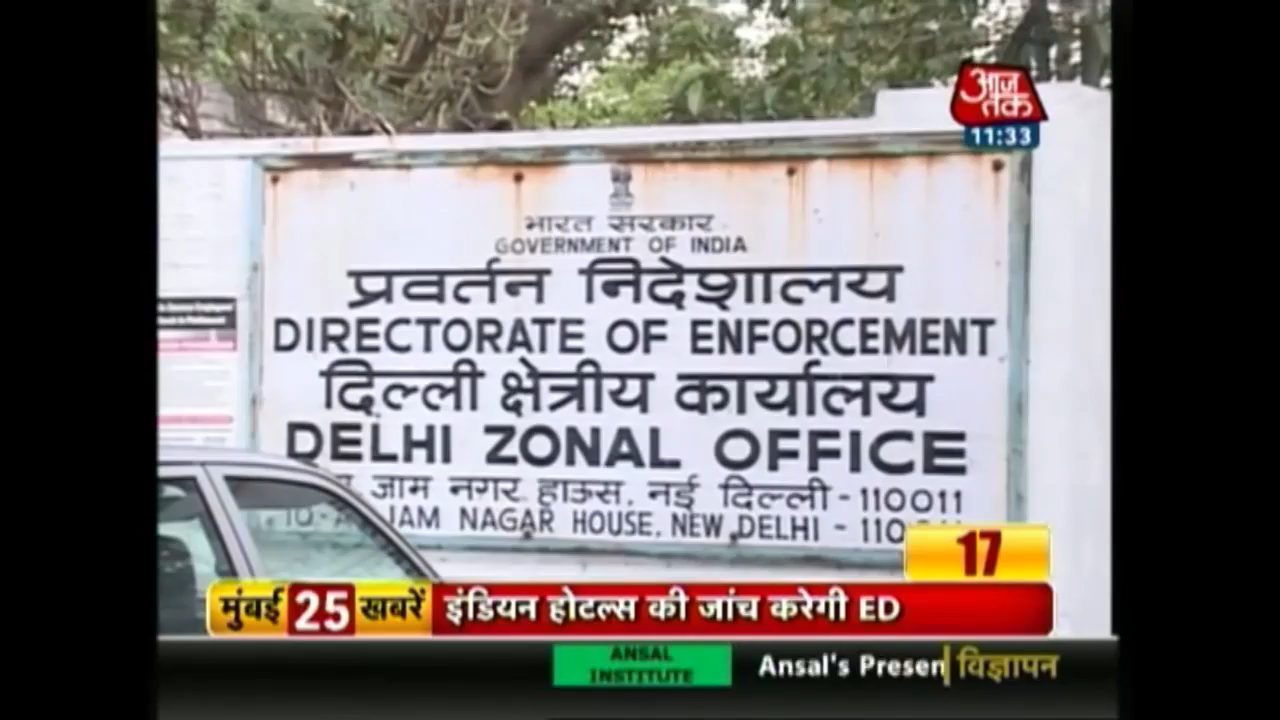 आज
तक
11:33
भारत सरकार
GOVERNMENT OF INDIA
प्रवर्तन निदेशालय
DIRECTORATE OF ENFORCEMENT
दिल्ली क्षेत्रीय कार्यालय
DELHI ZONAL OFFICE
जाम नगर हाऊस, नई दिल्ली - 110011
JAM NAGAR HOUSE, NEW DELHI -
17
मुंबई 25 खबरें इंडियन होटल्स की जांच करेगी ED
ANSAL
INSTITUTE
Ansal's Presen विज्ञापन